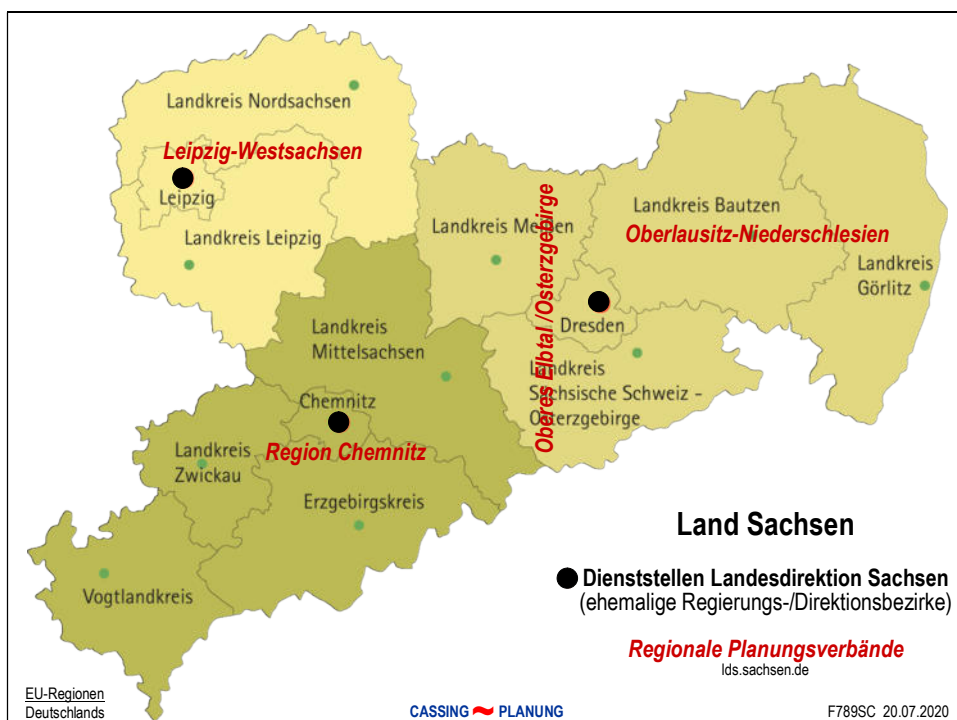 Landkreis Nordsachsen
Leipzig-Westsachsen
Leipzig
Landkreis Leipzig
Landkreis Meißen
Oberes Elbtal /Osterzgebirge
Landkreis Bautzen
Oberlausitz-Niederschlesien
Landkreis
Görlitz
Dresden
Landkreis
Sächsische Schweiz -
Osterzgebirge
Landkreis
Mittelsachsen
Chemnitz
Region Chemnitz
Landkreis
Zwickau
Erzgebirgskreis
Vogtlandkreis
Land Sachsen
Dienststellen Landesdirektion Sachsen
(ehemalige Regierungs-/Direktionsbezirke)
Regionale Planungsverbände
lds.sachsen.de
EU-Regionen
Deutschlands
CASSING PLANUNG
F789SC 20.07.2020